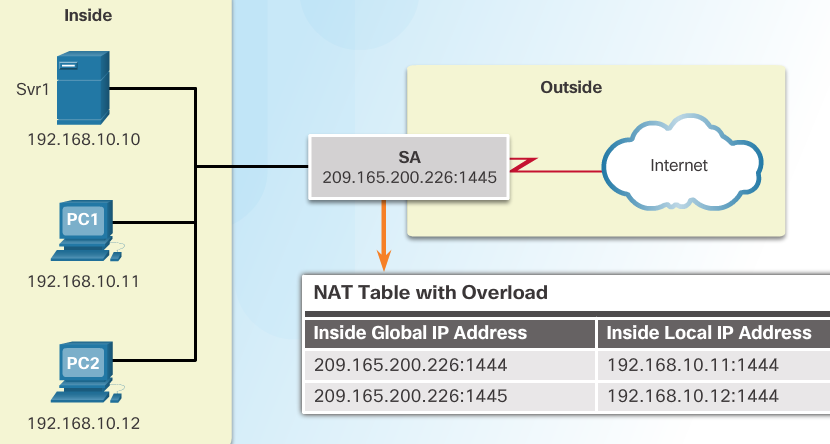 Inside
Svr1
192.168.10.10
PC1
192.168.10.11
PC2
192.168.10.12
Outside
SA
209.165.200.226:1445
Internet
NAT Table with Overload
Inside Global IP Address Inside Local IP Address
209.165.200.226:1444 192.168.10.11:1444
209.165.200.226:1445 192.168.10.12:1444